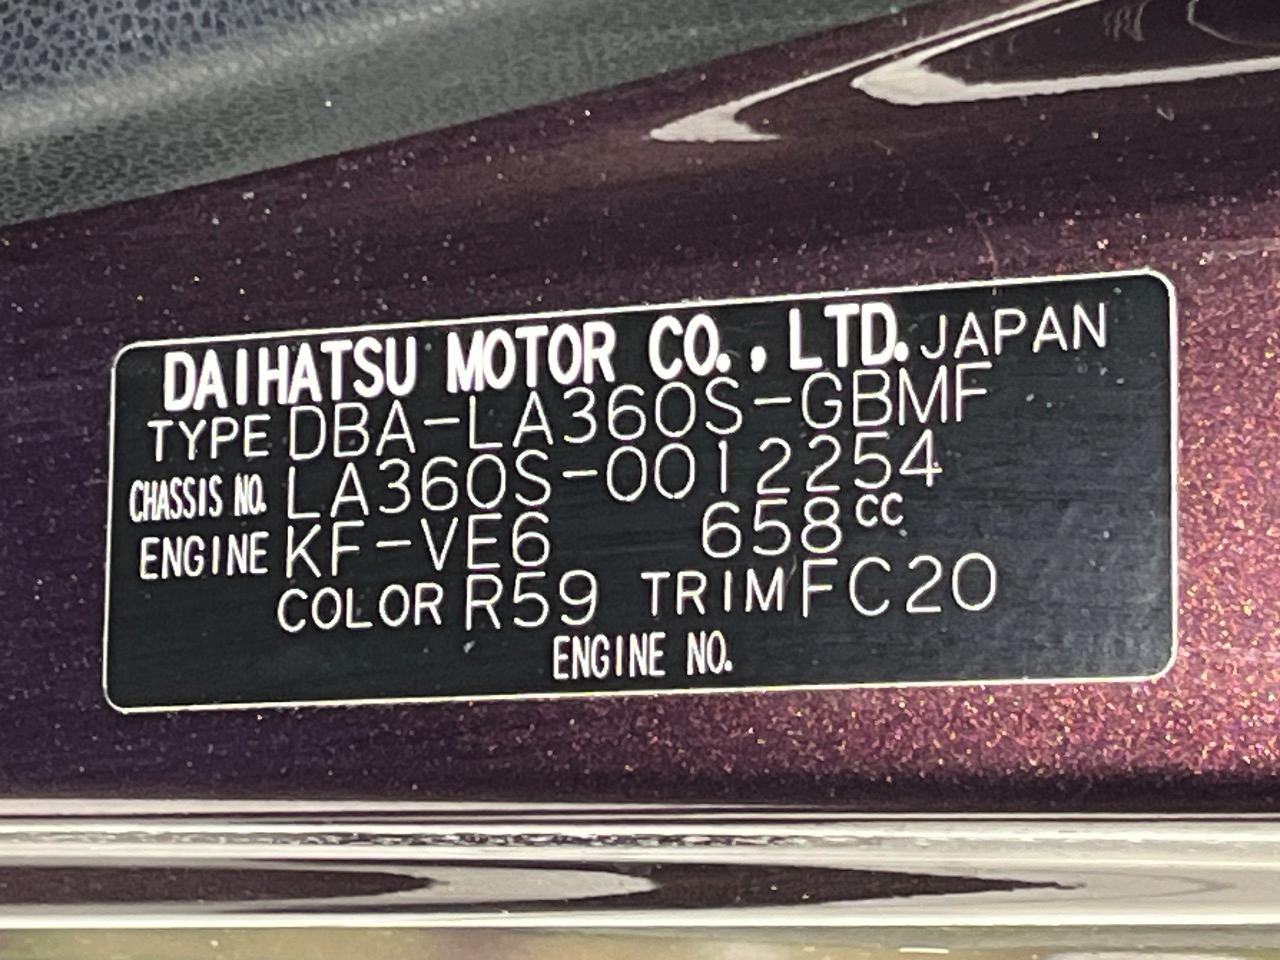 DAIHATSU MOTOR CO., LTD. JAPAN
TYPE DBA-LA360S-GBMF
CHASSIS NO. LA360S-0012254
ENGINE KF-VE6 658cc
COLOR R59 TRIM FC20
ENGINE NO.